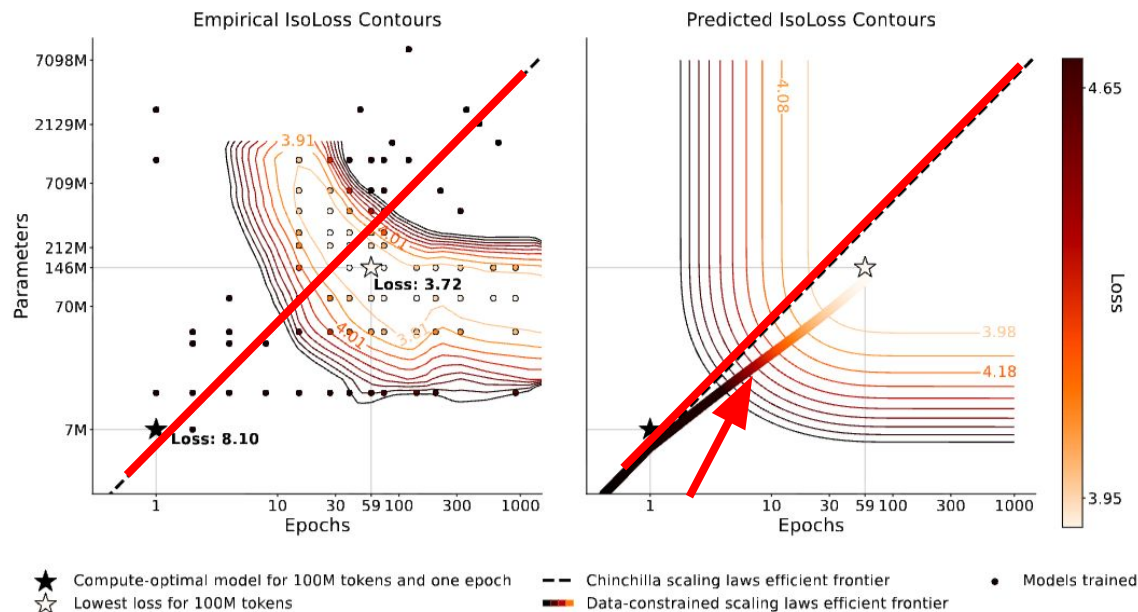 Empirical IsoLoss Contours
Predicted IsoLoss Contours
Parameters
7098M
2129M
709M
212M
146M
70M
7M
3.91
4.01
Loss: 3.72
4.01
Loss: 8.10
1
10
30
59
100
300
1000
Epochs
4.08
3.98
4.18
1
10
30
59
100
300
1000
Epochs
4.65
Loss
3.95
Compute-optimal model for 100M tokens and one epoch
Lowest loss for 100M tokens
Chinchilla scaling laws efficient frontier
Data-constrained scaling laws efficient frontier
Models trained